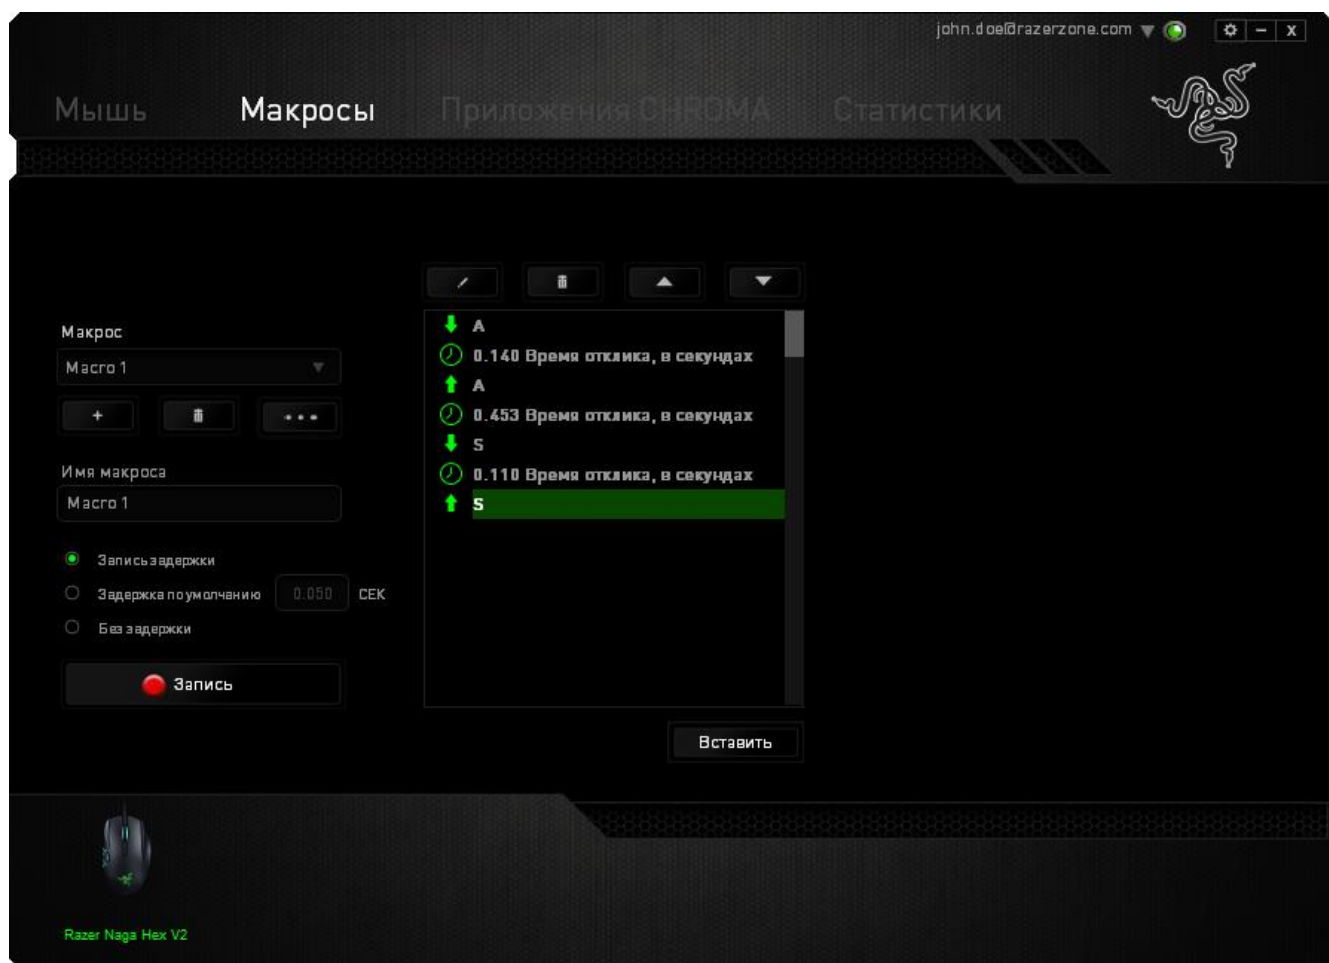 john.doe@razerzone.com
Мышь Макросы Приложения CHROMA Статистики
Макрос
Macro 1
Имя макроса
Macro 1
Запись задержки
Задержка по умолчанию 0.050 СЕК
Без задержки
Запись
A
0.140 Время отклика, в секундах
A
0.453 Время отклика, в секундах
S
0.110 Время отклика, в секундах
S
Вставить
Razer Naga Hex V2